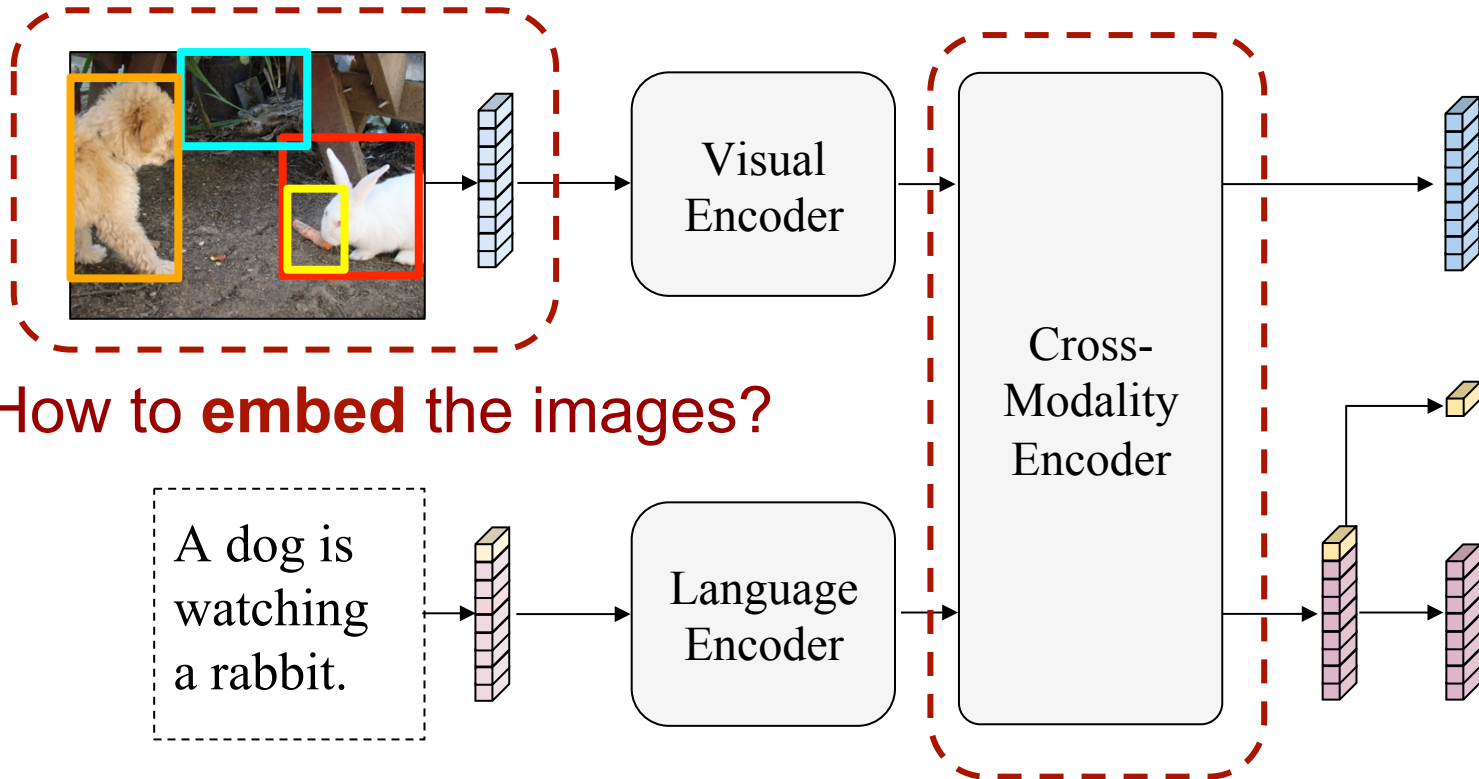 Visual
Encoder
How to embed the images?
Cross-
Modality
Encoder
A dog is
watching
a rabbit.
Language
Encoder